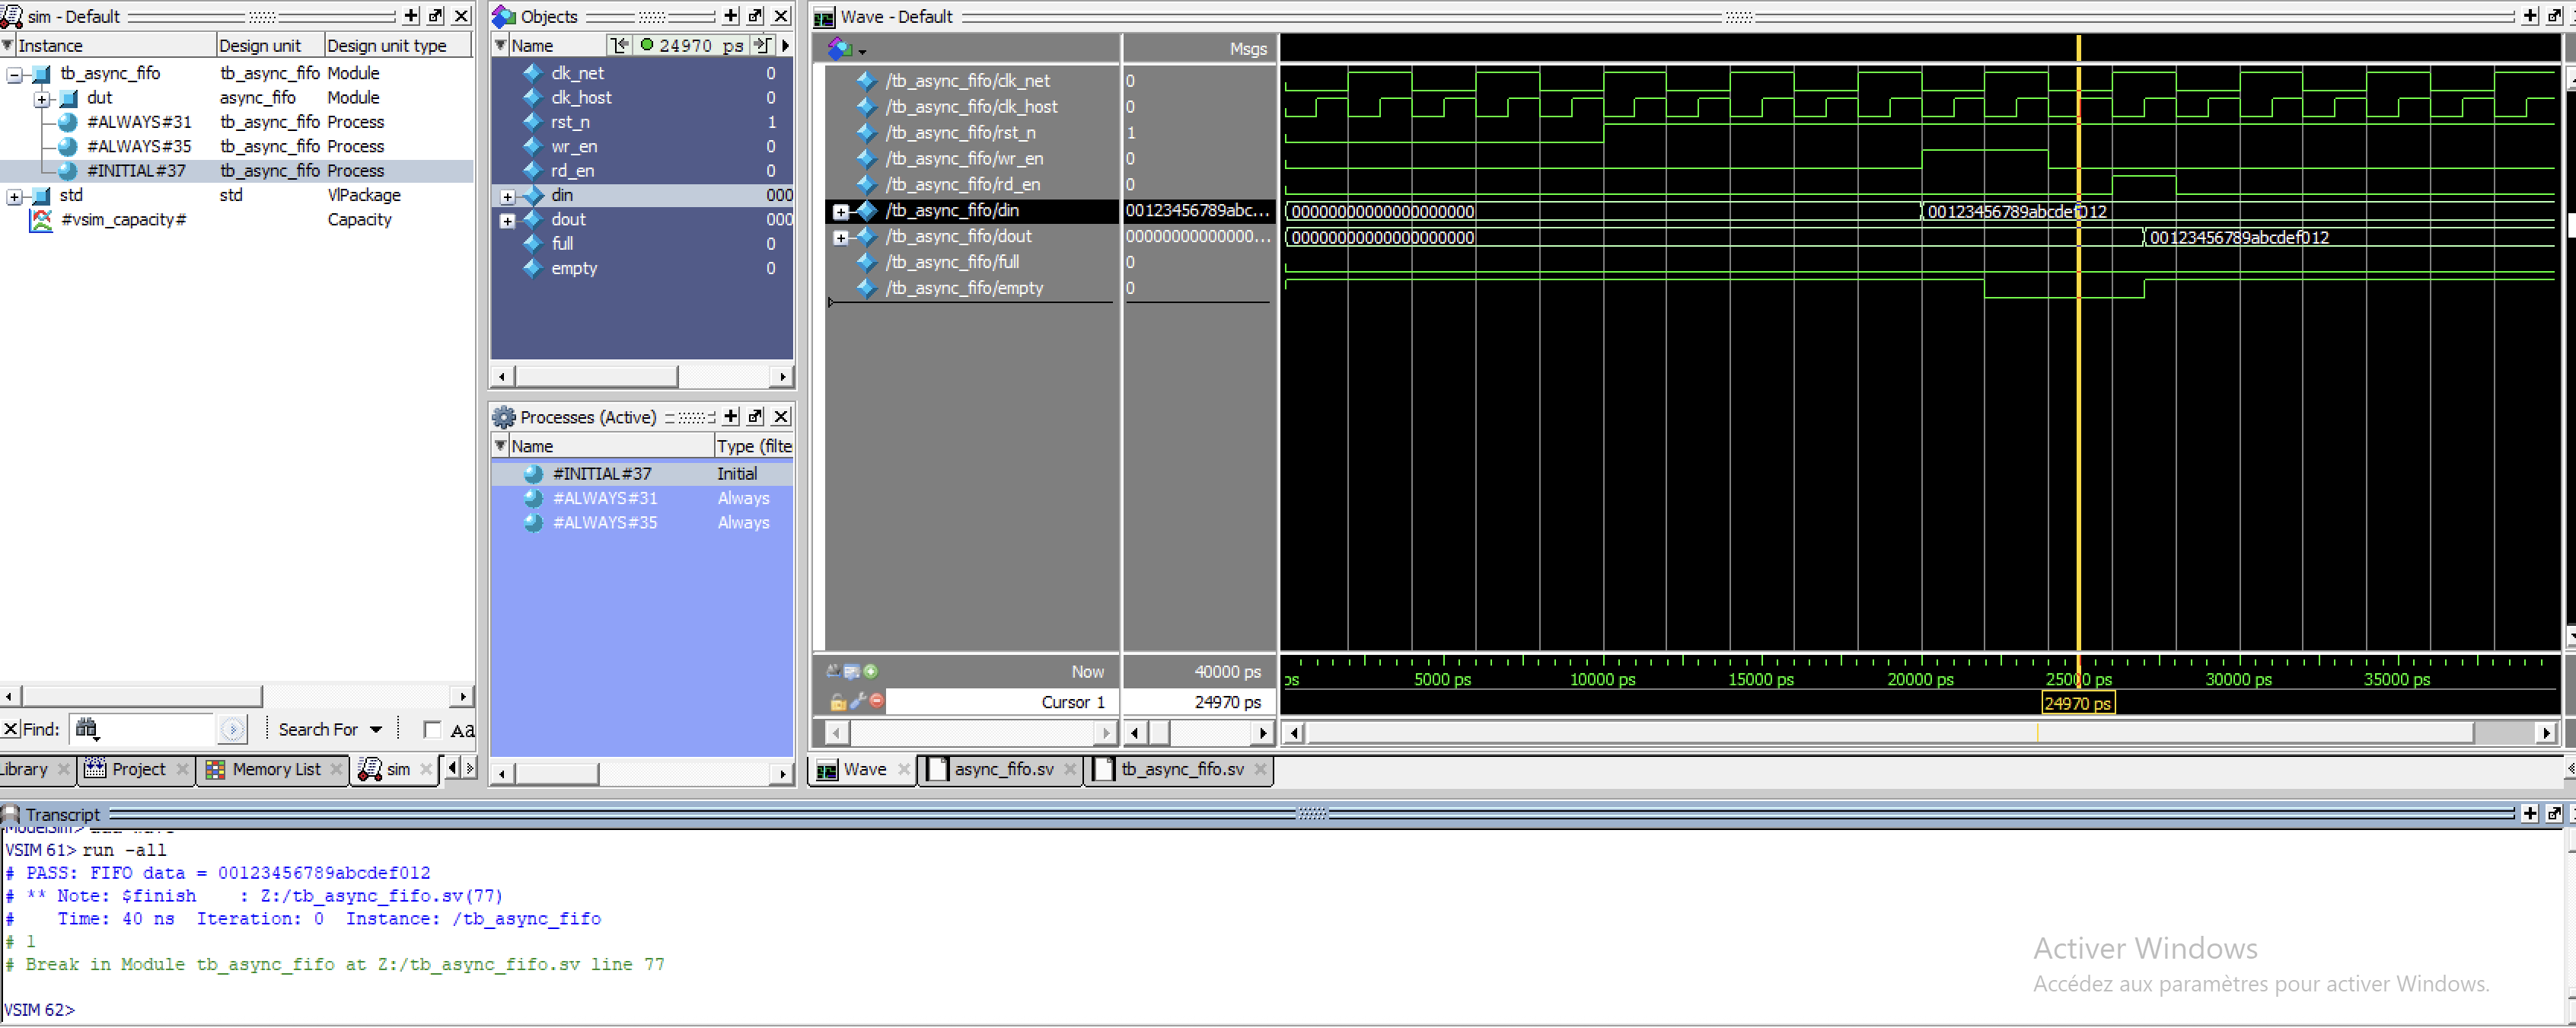 sim - Default
Instance Design unit Design unit type
tb_async_fifo tb_async_fifo Module
dut async_fifo Module
#ALWAYS#31 tb_async_fifo Process
#ALWAYS#35 tb_async_fifo Process
#INITIAL#37 tb_async_fifo Process
std std VlPackage
#vsim_capacity# Capacity
Find: Search For Aa
Library Project Memory List sim
Objects
Name 24970 ps
clk_net 0
clk_host 0
rst_n 1
wr_en 0
rd_en 0
din 000
dout 000
full 0
empty 0
Processes (Active)
Name Type (filte
#INITIAL#37 Initial
#ALWAYS#31 Always
#ALWAYS#35 Always
Wave - Default
Msgs
/tb_async_fifo/clk_net 0
/tb_async_fifo/clk_host 0
/tb_async_fifo/rst_n 1
/tb_async_fifo/wr_en 0
/tb_async_fifo/rd_en 0
/tb_async_fifo/din 00123456789abc... 00000000000000000000 00123456789abcdef012
/tb_async_fifo/dout 00000000000000... 00000000000000000000 00123456789abcdef012
/tb_async_fifo/full 0
/tb_async_fifo/empty 0
Now 40000 ps ps 5000 ps 10000 ps 15000 ps 20000 ps 25000 ps 30000 ps 35000 ps
Cursor 1 24970 ps 24970 ps
Wave async_fifo.sv tb_async_fifo.sv
Transcript
VSIM 61> run -all
# PASS: FIFO data = 00123456789abcdef012
# ** Note: $finish    : Z:/tb_async_fifo.sv(77)
#    Time: 40 ns  Iteration: 0  Instance: /tb_async_fifo
# 1
# Break in Module tb_async_fifo at Z:/tb_async_fifo.sv line 77
VSIM 62>
Activer Windows
Accédez aux paramètres pour activer Windows.